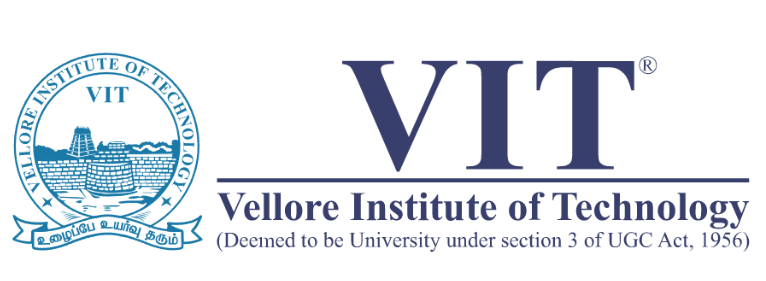 VELLORE INSTITUTE OF TECHNOLOGY
VIT
உழைப்பே உயர்வு தரும்
VIT®
Vellore Institute of Technology
(Deemed to be University under section 3 of UGC Act, 1956)